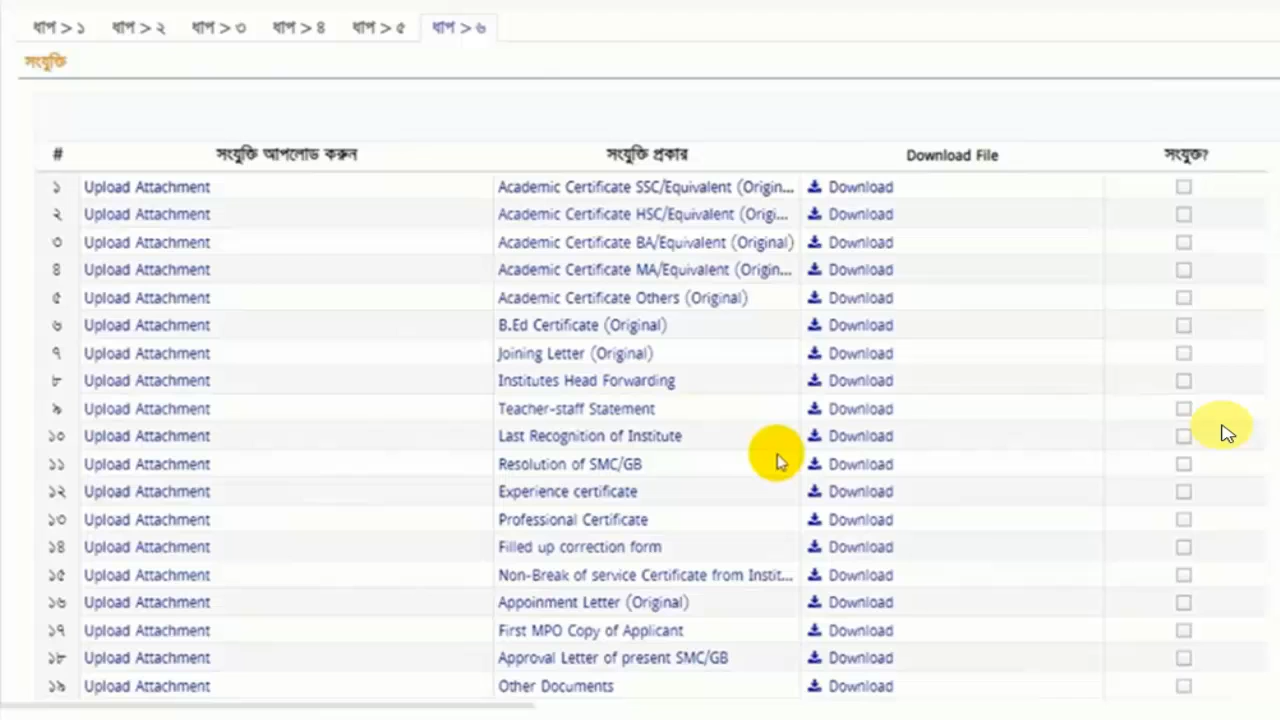 ধাপ > ১ ধাপ > ২ ধাপ > ৩ ধাপ > ৪ ধাপ > ৫ ধাপ > ৬
সংযুক্তি
# সংযুক্তি আপলোড করুন সংযুক্তি প্রকার Download File সংযুক্ত?
১ Upload Attachment Academic Certificate SSC/Equivalent (Origin... Download
২ Upload Attachment Academic Certificate HSC/Equivalent (Origi... Download
৩ Upload Attachment Academic Certificate BA/Equivalent (Original) Download
৪ Upload Attachment Academic Certificate MA/Equivalent (Origin... Download
৫ Upload Attachment Academic Certificate Others (Original) Download
৬ Upload Attachment B.Ed Certificate (Original) Download
৭ Upload Attachment Joining Letter (Original) Download
৮ Upload Attachment Institutes Head Forwarding Download
৯ Upload Attachment Teacher-staff Statement Download
১০ Upload Attachment Last Recognition of Institute Download
১১ Upload Attachment Resolution of SMC/GB Download
১২ Upload Attachment Experience certificate Download
১৩ Upload Attachment Professional Certificate Download
১৪ Upload Attachment Filled up correction form Download
১৫ Upload Attachment Non-Break of service Certificate from Instit... Download
১৬ Upload Attachment Appoinment Letter (Original) Download
১৭ Upload Attachment First MPO Copy of Applicant Download
১৮ Upload Attachment Approval Letter of present SMC/GB Download
১৯ Upload Attachment Other Documents Download